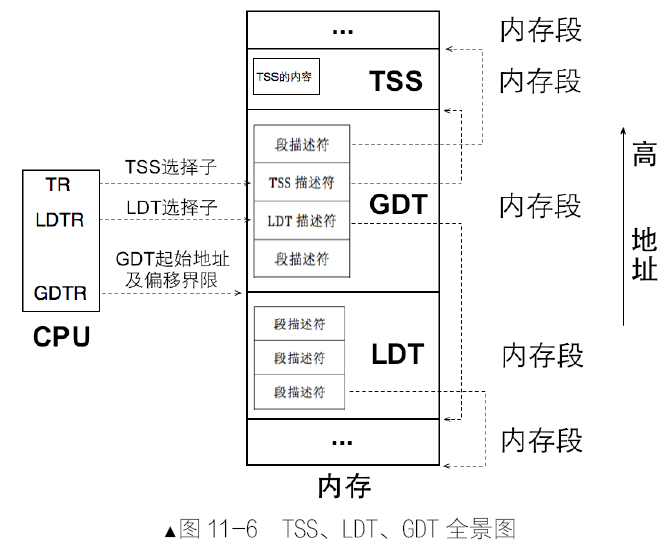 ...
内存段
TSS的内容
TSS
内存段
段描述符
TSS 描述符
LDT 描述符
段描述符
GDT
内存段
TR
LDTR
GDTR
CPU
TSS选择子
LDT选择子
GDT起始地址
及偏移界限
高
地
址
段描述符
段描述符
段描述符
LDT
内存段
...
内存段
内存
▲图 11-6 TSS、LDT、GDT 全景图